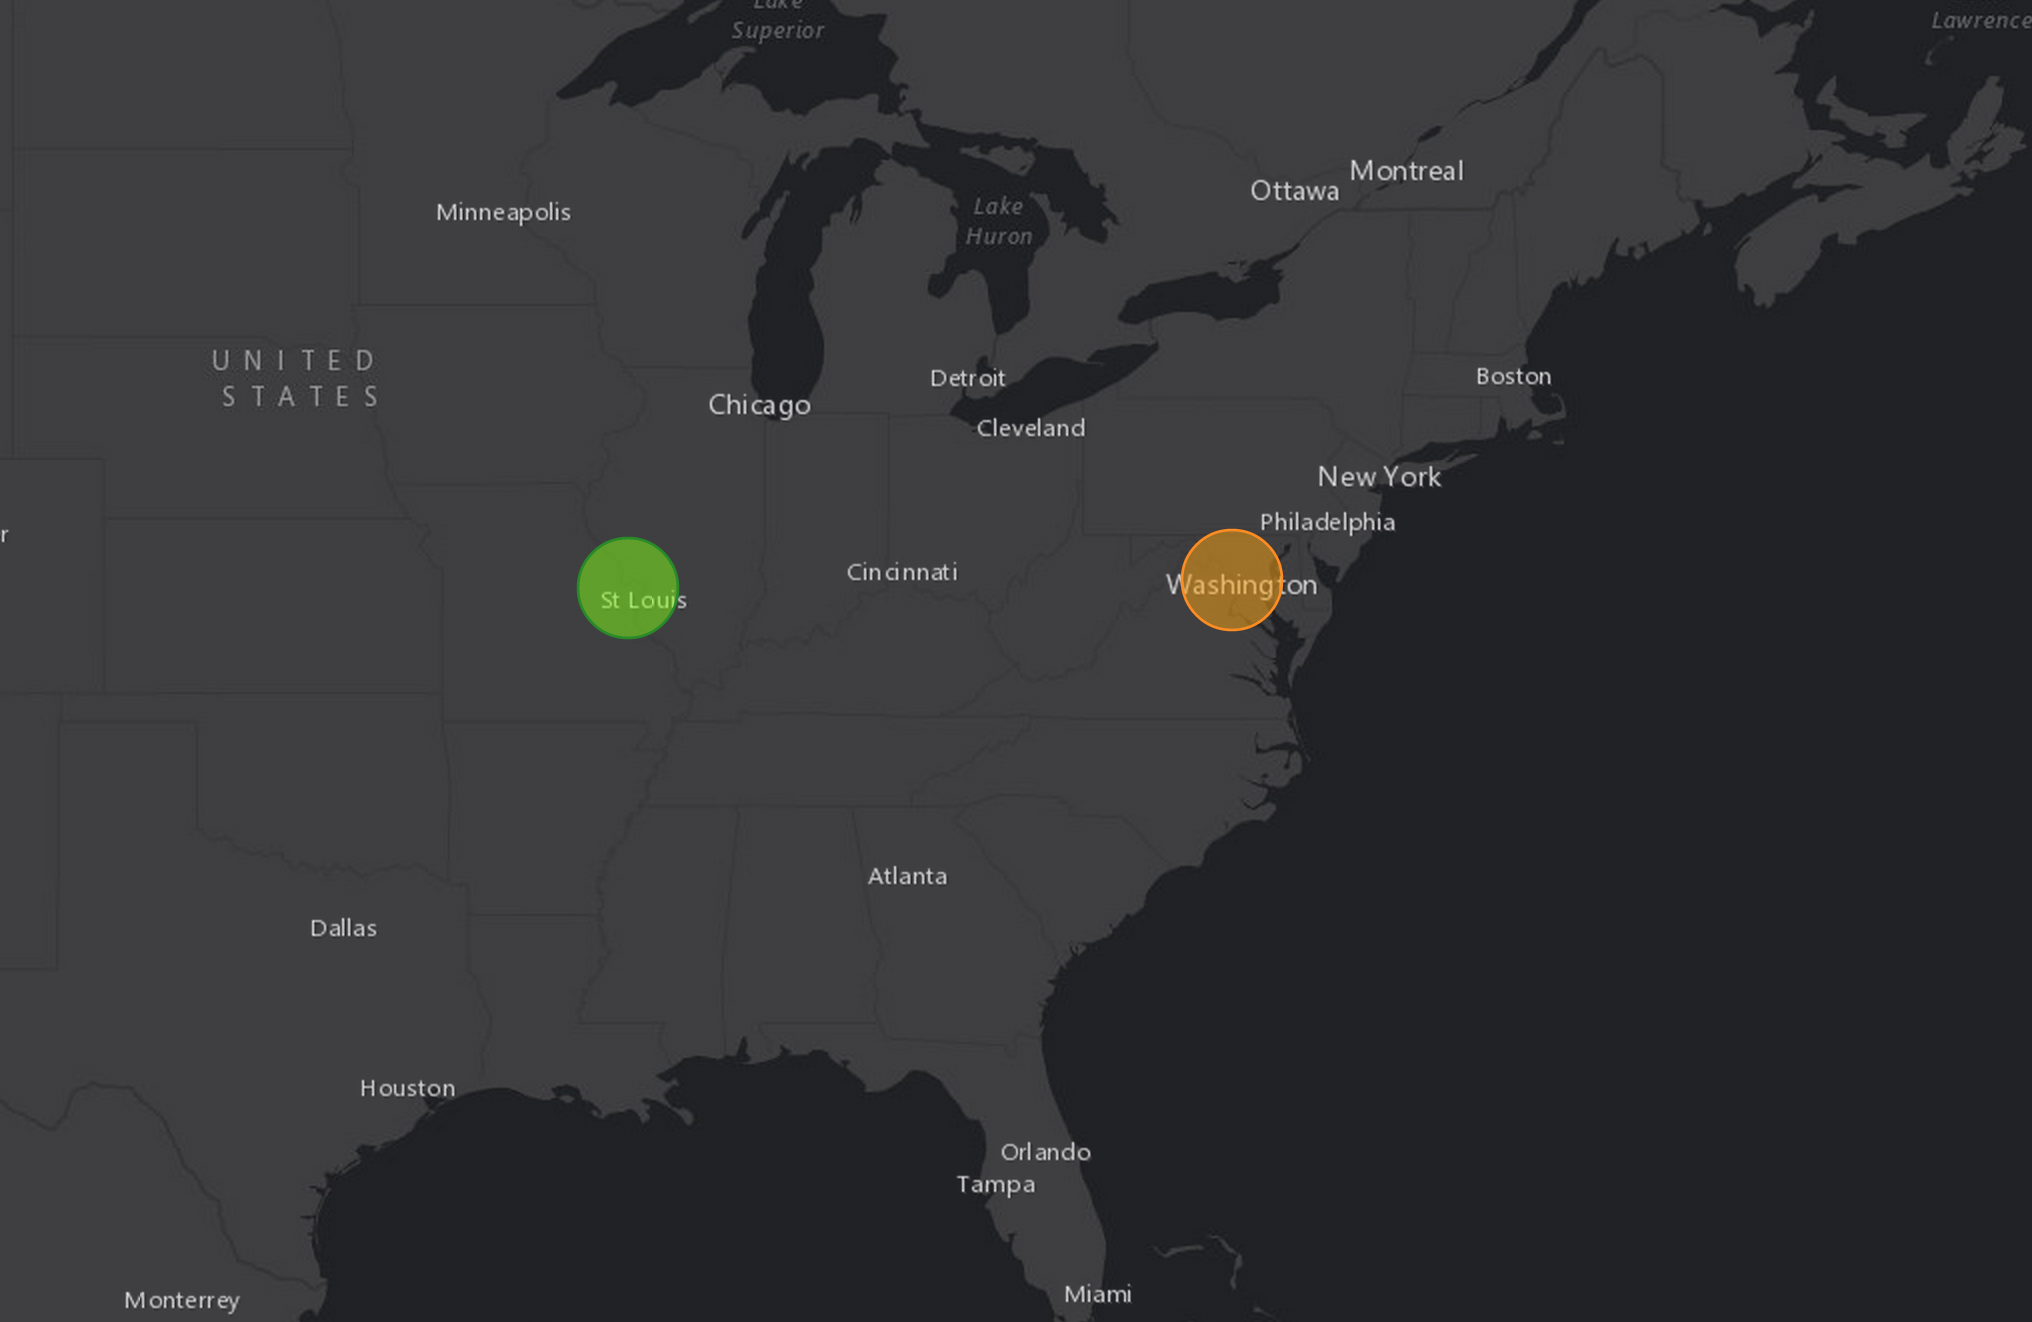 Lake
Superior
Lawrence
Montreal
Ottawa
Minneapolis
Lake
Huron
UNITED
STATES
Detroit
Boston
Chicago
Cleveland
New York
Philadelphia
r
Cincinnati
Washington
St Louis
Atlanta
Dallas
Houston
Orlando
Tampa
Miami
Monterrey